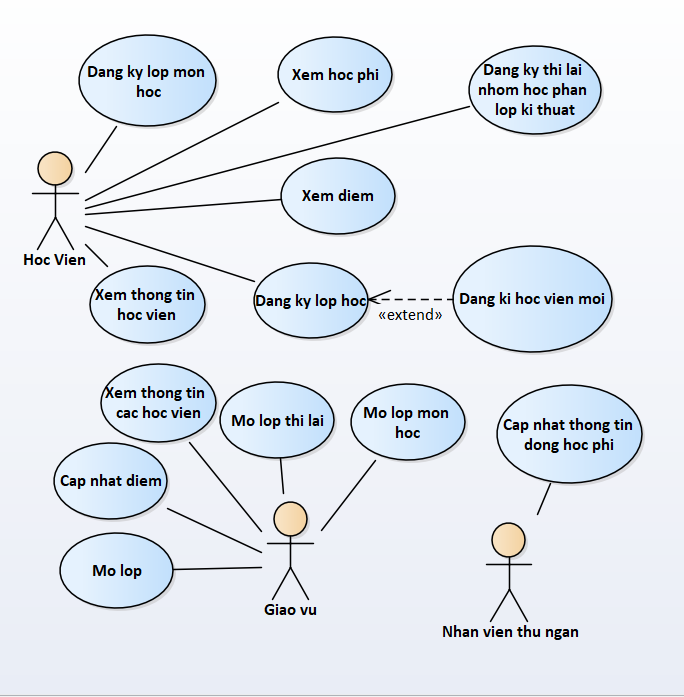 Dang ky lop mon
hoc
Xem hoc phi
Dang ky thi lai
nhom hoc phan
lop ki thuat
Xem diem
Hoc Vien
Xem thong tin
hoc vien
Dang ky lop hoc
«extend»
Dang ki hoc vien moi
Xem thong tin
cac hoc vien
Mo lop thi lai
Mo lop mon
hoc
Cap nhat thong tin
dong hoc phi
Cap nhat diem
Mo lop
Giao vu
Nhan vien thu ngan